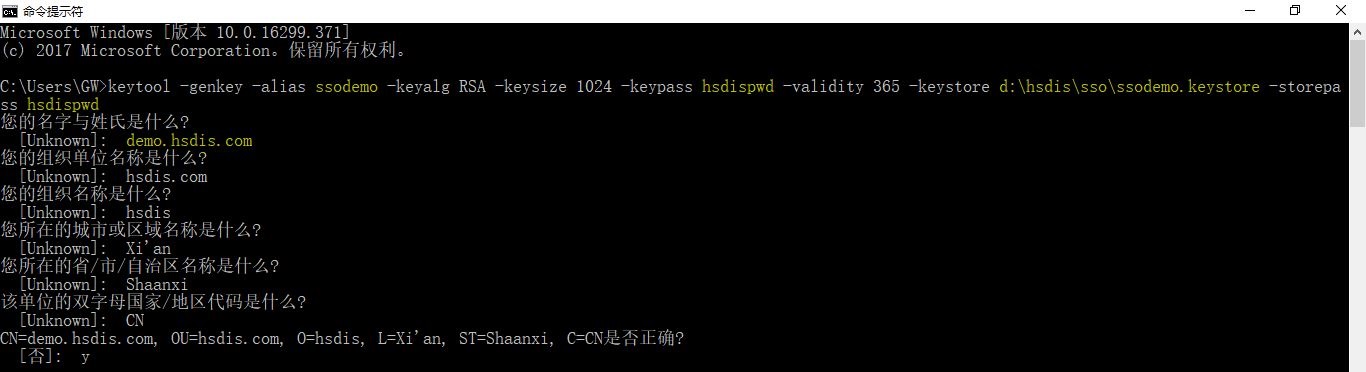 命令提示符
Microsoft Windows [版本 10.0.16299.371]
(c) 2017 Microsoft Corporation。保留所有权利。
C:\Users\GW>keytool -genkey -alias ssodemo -keyalg RSA -keysize 1024 -keypass hsdispwd -validity 365 -keystore d:\hsdis\sso\ssodemo.keystore -storepa
ss hsdispwd
您的名字与姓氏是什么?
[Unknown]: demo.hsdis.com
您的组织单位名称是什么?
[Unknown]: hsdis.com
您的组织名称是什么?
[Unknown]: hsdis
您所在的城市或区域名称是什么?
[Unknown]: Xi'an
您所在的省/市/自治区名称是什么?
[Unknown]: Shaanxi
该单位的双字母国家/地区代码是什么?
[Unknown]: CN
CN=demo.hsdis.com, OU=hsdis.com, O=hsdis, L=Xi'an, ST=Shaanxi, C=CN是否正确?
[否]: y